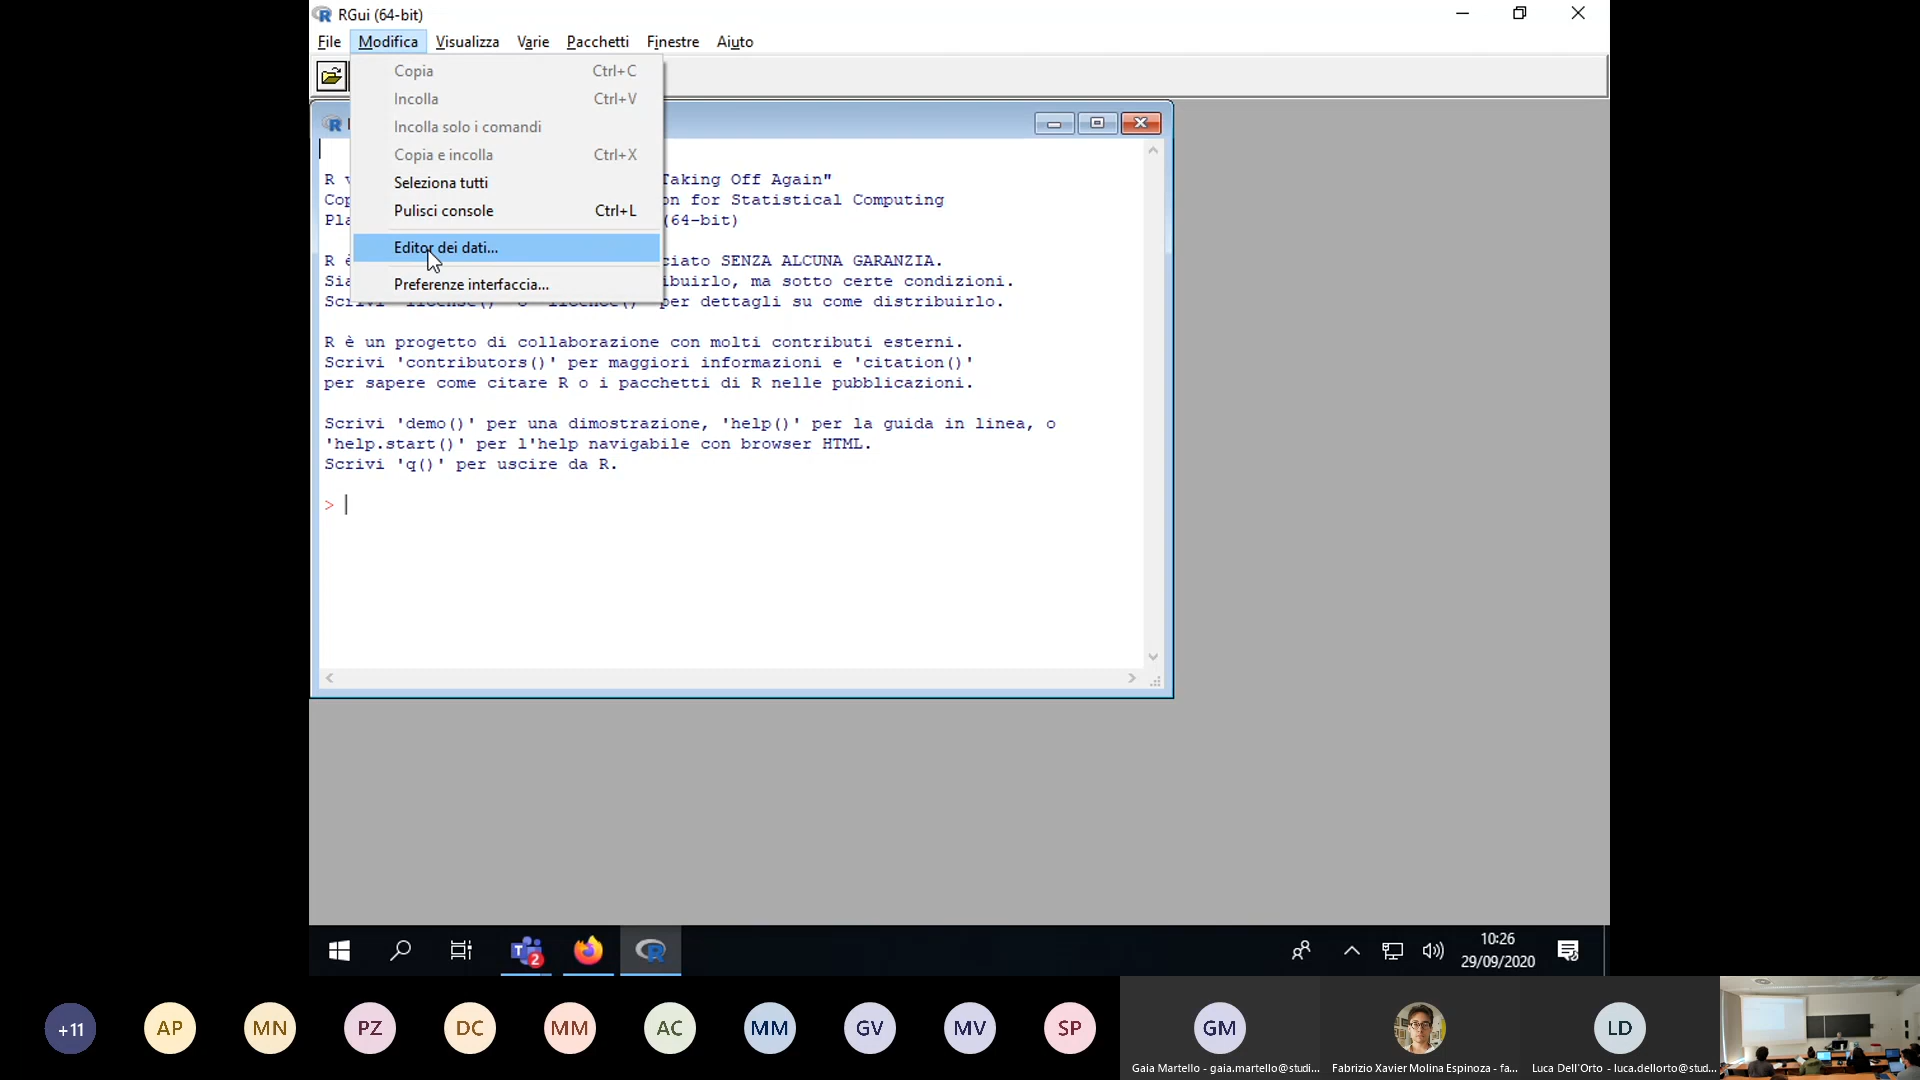 RGui (64-bit)
File Modifica Visualizza Varie Pacchetti Finestre Aiuto
Copia Ctrl+C
Incolla Ctrl+V
Incolla solo i comandi
Copia e incolla Ctrl+X
Seleziona tutti
Pulisci console Ctrl+L
Editor dei dati...
Preferenze interfaccia...
R Taking Off Again"
for Statistical Computing
(64-bit)
R SENZA ALCUNA GARANZIA.
ma sotto certe condizioni.
per dettagli su come distribuirlo.
R è un progetto di collaborazione con molti contributi esterni.
Scrivi 'contributors()' per maggiori informazioni e 'citation()'
per sapere come citare R o i pacchetti di R nelle pubblicazioni.
Scrivi 'demo()' per una dimostrazione, 'help()' per la guida in linea, o
'help.start()' per l'help navigabile con browser HTML.
Scrivi 'q()' per uscire da R.
>
2
10:26
29/09/2020
+11 AP MN PZ DC MM AC MM GV MV SP GM LD
Gaia Martello - gaia.martello@studi... Fabrizio Xavier Molina Espinoza - fa... Luca Dell'Orto - luca.dellorto@stud...